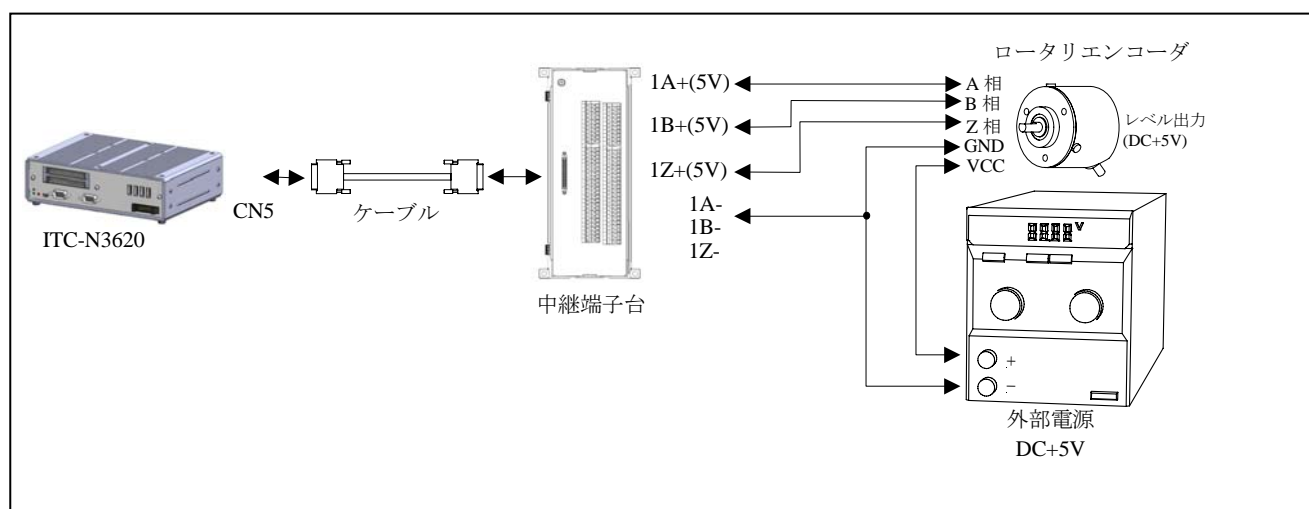 ロータリエンコーダ
1A+(5V)
A 相
1B+(5V)
B 相
Z 相
レベル出力
(DC+5V)
GND
1Z+(5V)
VCC
1A-
1B-
1Z-
CN5
ケーブル
ITC-N3620
中継端子台
V
+
-
外部電源
DC+5V